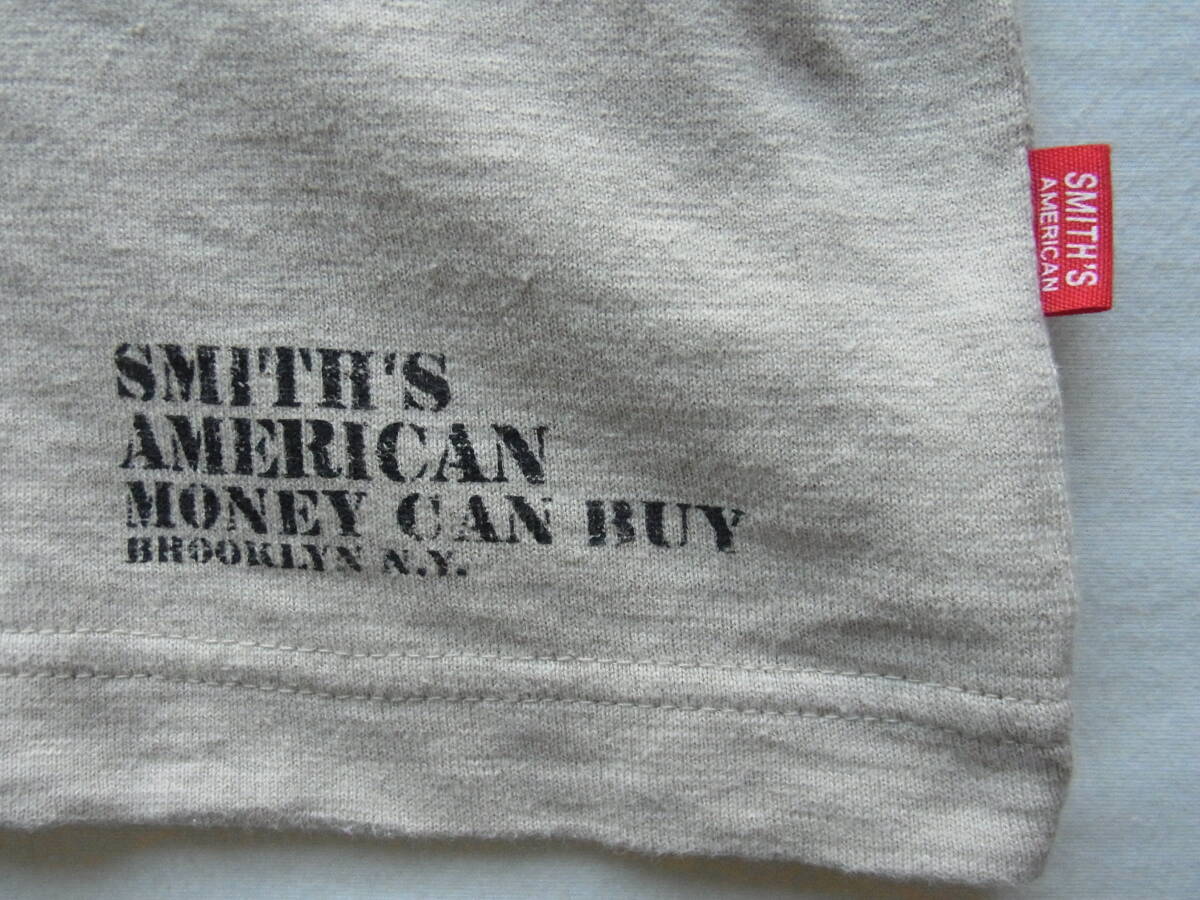 SMITH'S
AMERICAN
MONEY CAN BUY
BROOKLYN N.Y.
SMITH'S
AMERICAN